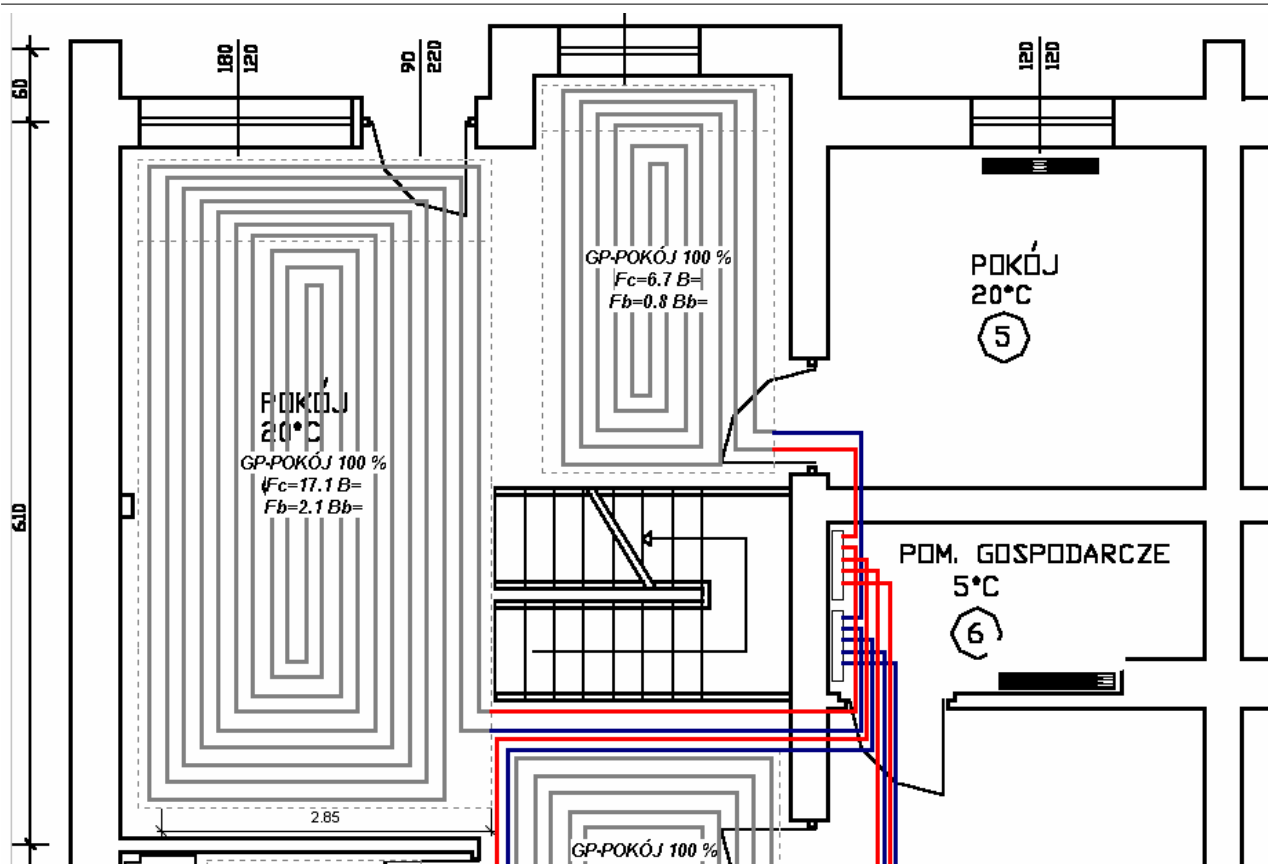 60
180
120
90
220
120
120
GP-POKÓJ 100 %
Fc=6.7 B=
Fb=0.8 Bb=
POKÓJ
20°C
5
POKÓJ
20°C
GP-POKÓJ 100 %
Fc=17.1 B=
Fb=2.1 Bb=
610
POM. GOSPODARCZE
5°C
6
2.85
GP-POKÓJ 100 %